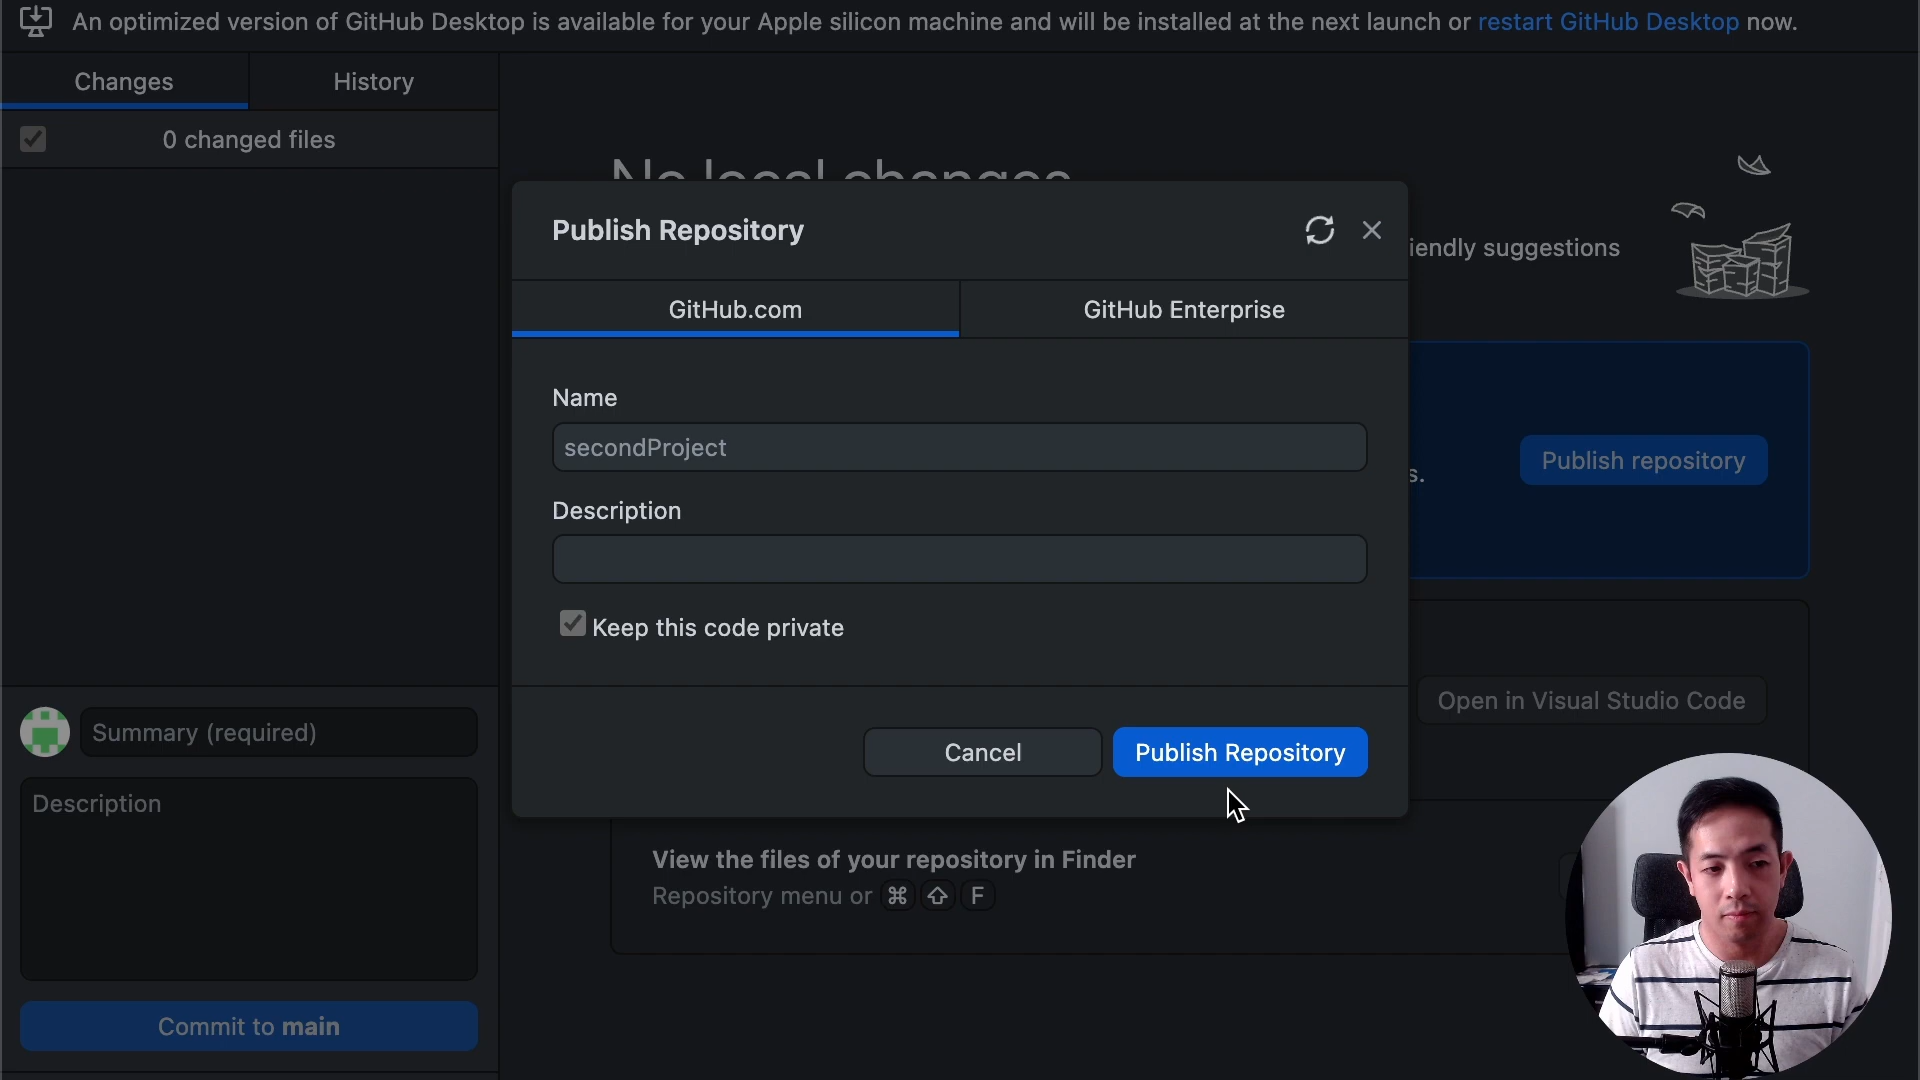 An optimized version of GitHub Desktop is available for your Apple silicon machine and will be installed at the next launch or restart GitHub Desktop now.
Changes
History
0 changed files
No local changes
iendly suggestions
Publish Repository
GitHub.com
GitHub Enterprise
Name
secondProject
s.
Publish repository
Description
Keep this code private
Open in Visual Studio Code
Summary (required)
Cancel
Publish Repository
Description
View the files of your repository in Finder
Repository menu or ⌘ ⇧ F
Commit to main